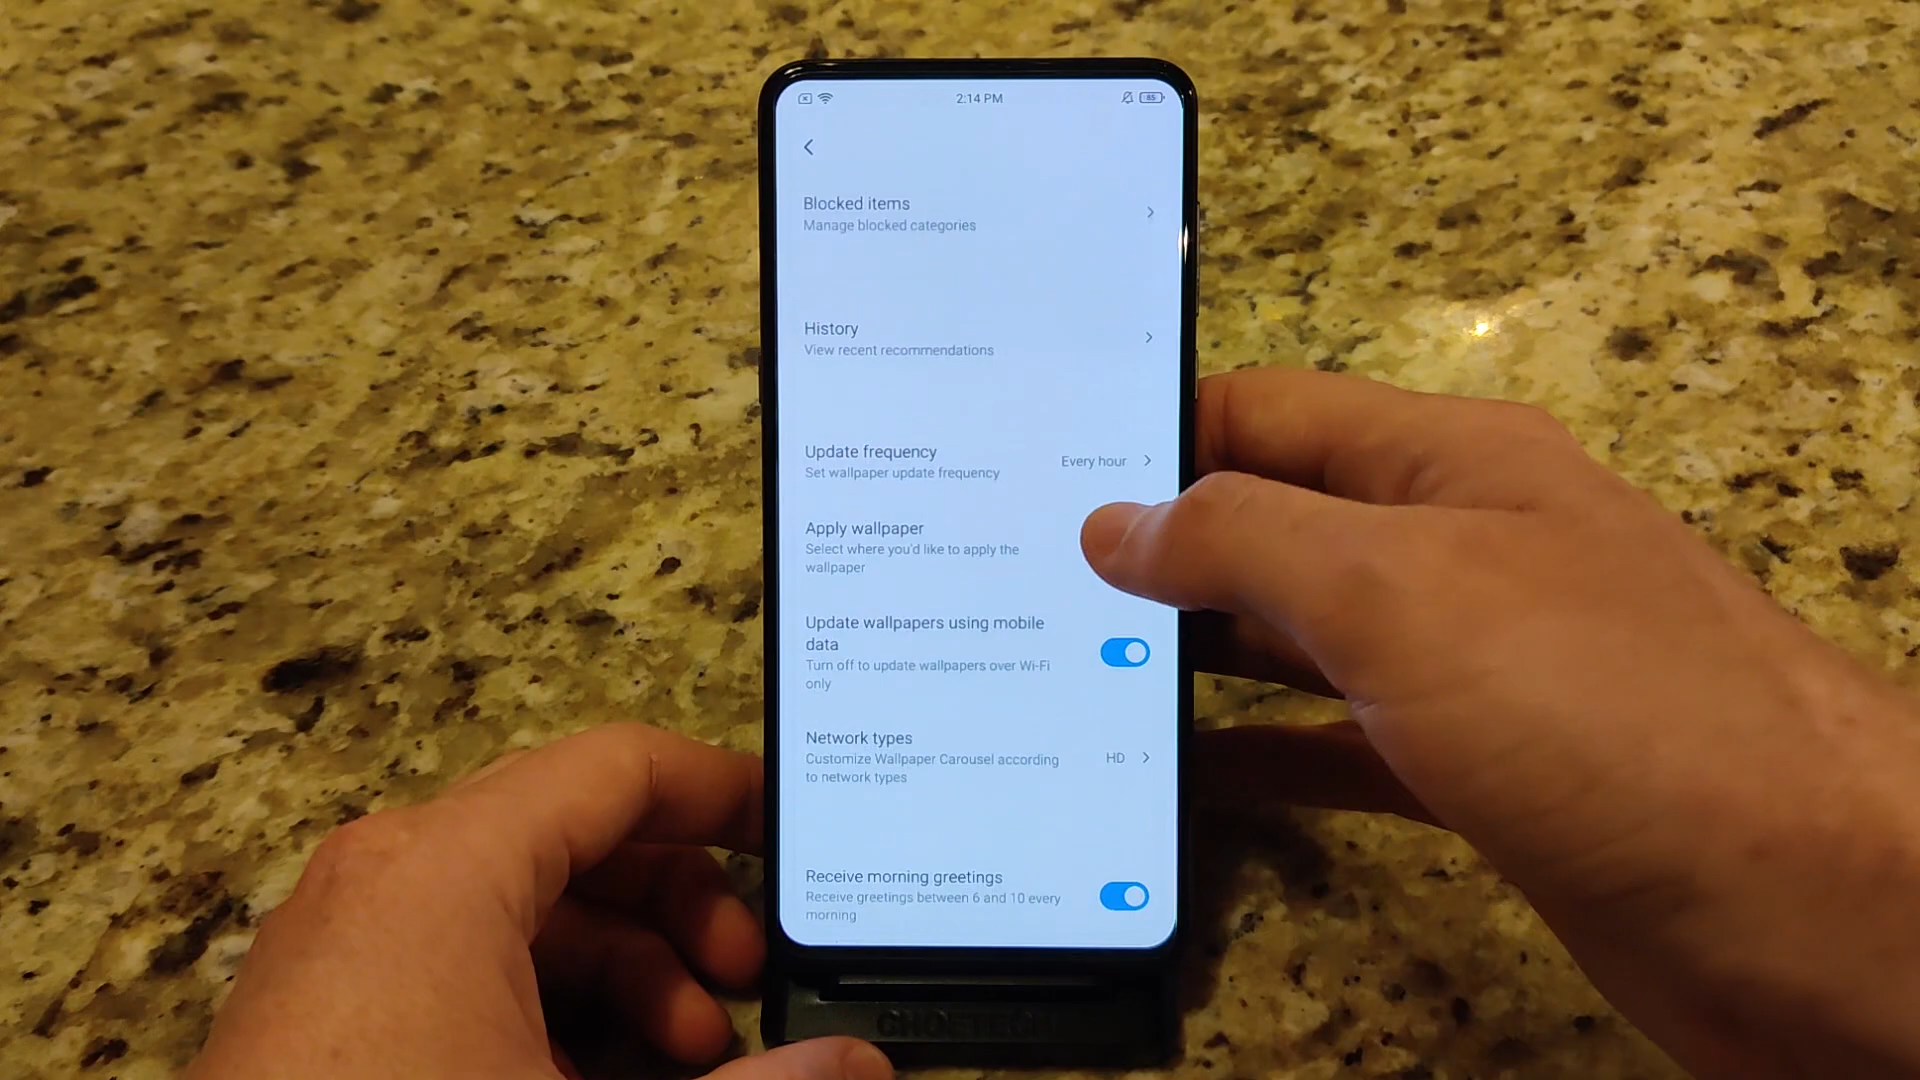 2:14 PM
85
Blocked items
Manage blocked categories
History
View recent recommendations
Update frequency
Set wallpaper update frequency
Every hour
Apply wallpaper
Select where you'd like to apply the
wallpaper
Update wallpapers using mobile
data
Turn off to update wallpapers over Wi-Fi
only
Network types
Customize Wallpaper Carousel according
to network types
HD
Receive morning greetings
Receive greetings between 6 and 10 every
morning
CHOETECH